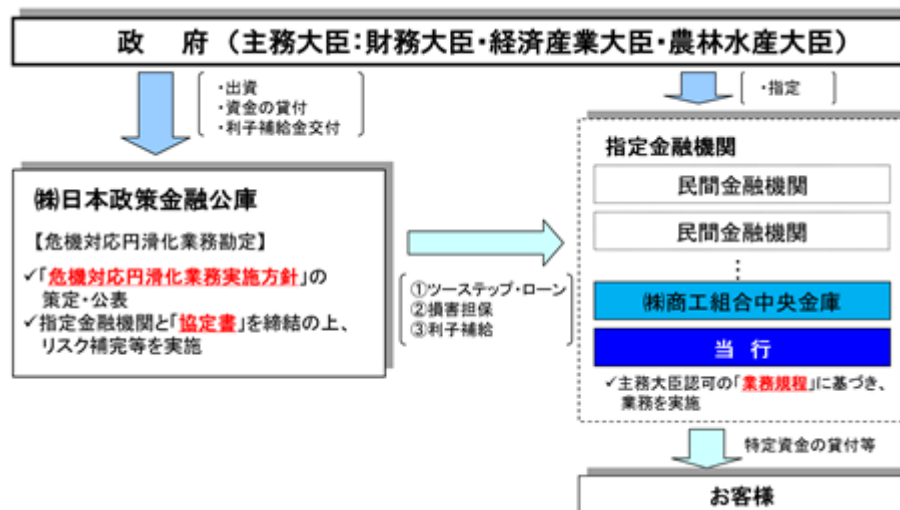 政 府 （主務大臣：財務大臣・経済産業大臣・農林水産大臣）
・出資
・資金の貸付
・利子補給金交付
・指定
㈱日本政策金融公庫
【危機対応円滑化業務勘定】
✓「危機対応円滑化業務実施方針」の
策定・公表
✓指定金融機関と「協定書」を締結の上、
リスク補完等を実施
①ツーステップ・ローン
②損害担保
③利子補給
指定金融機関
民間金融機関
民間金融機関
⋮
㈱商工組合中央金庫
当 行
✓主務大臣認可の「業務規程」に基づき、
業務を実施
特定資金の貸付等
お客様